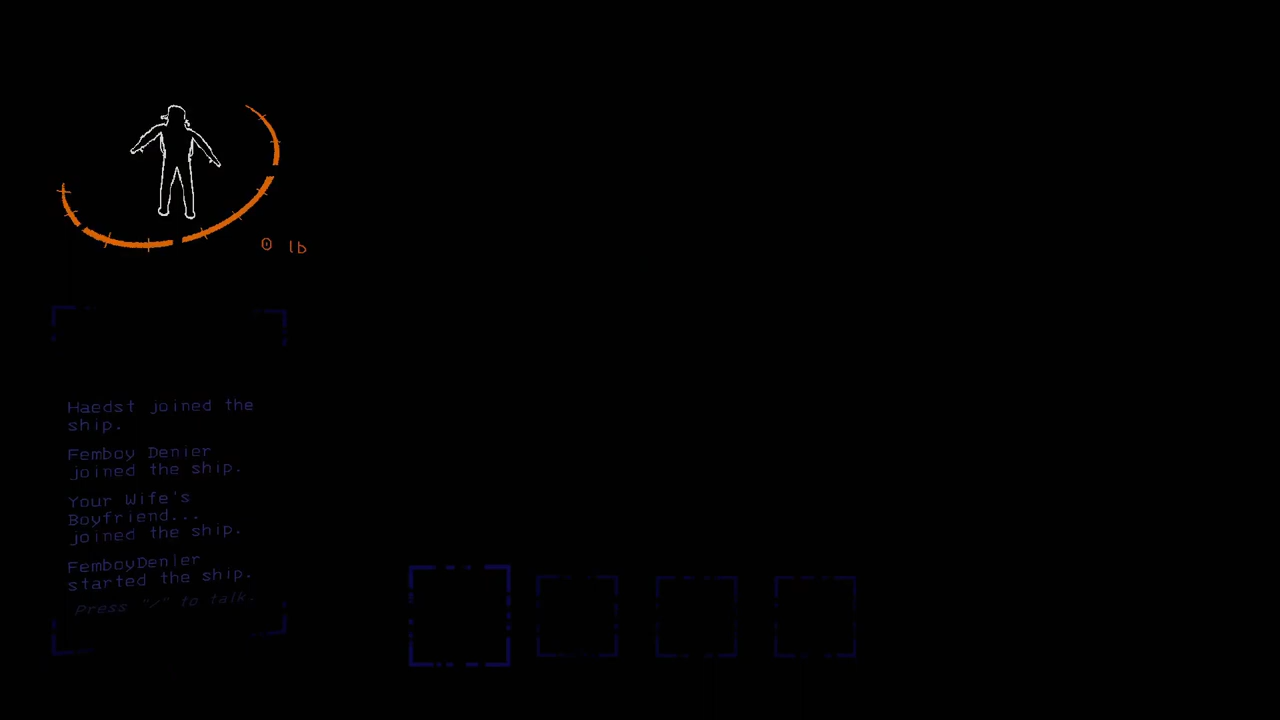 0 lb
Haedst joined the
ship.
Femboy Denier
joined the ship.
Your Wife's
Boyfriend...
joined the ship.
FemboyDenier
started the ship.
Press "/" to talk.